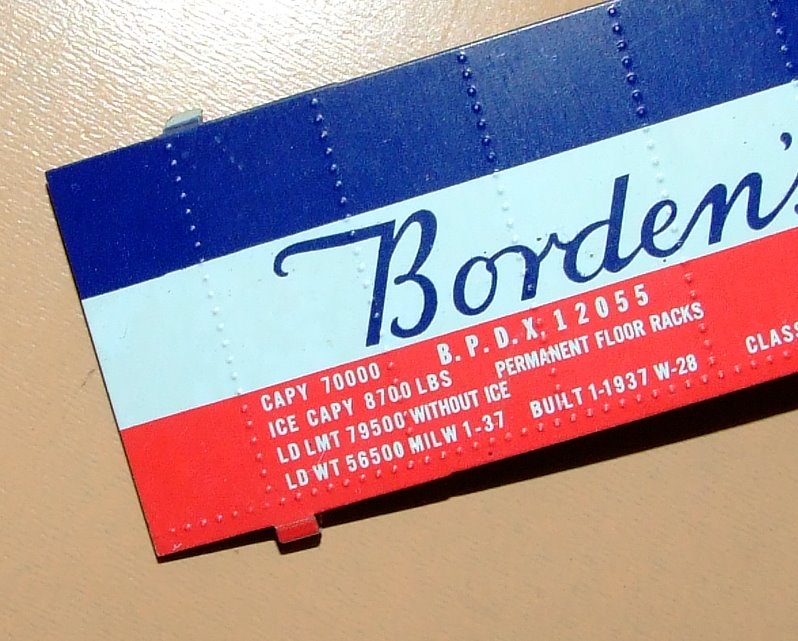 Borden's
B.P.D.X. 12055
CAPY 70000
PERMANENT FLOOR RACKS
ICE CAPY 8700 LBS
LD LMT 79500 WITHOUT ICE
BUILT 1-1937 W-28
CLASS
LD WT 56500 MILW 1-37